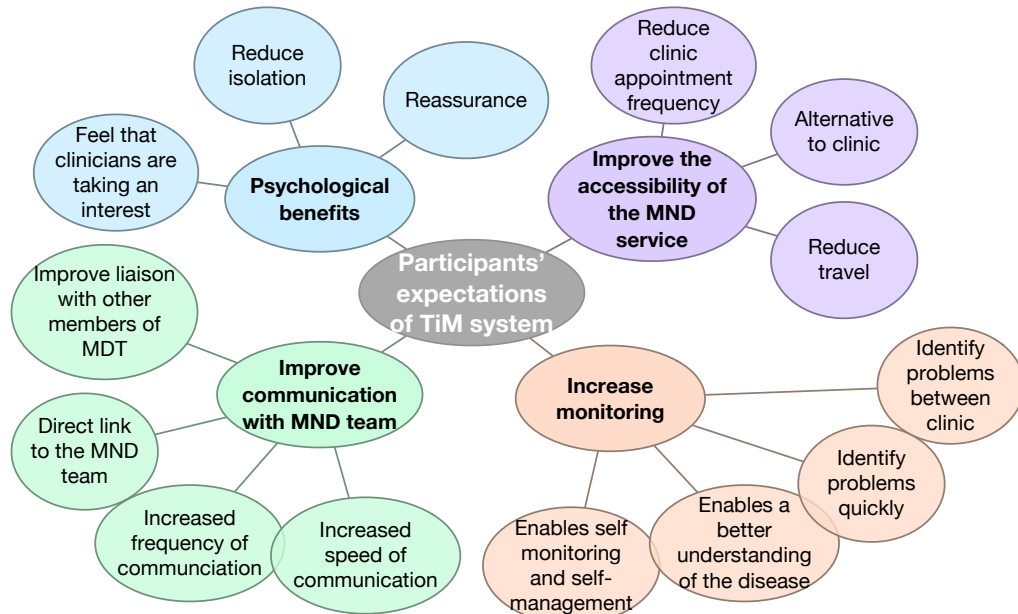 Reduce
isolation
Reassurance
Feel that
clinicians are
taking an
interest
Psychological
benefits
Reduce
clinic
appointment
frequency
Alternative
to clinic
Improve the
accessibility of
the MND
service
Reduce
travel
Participants’
expectations
of TiM system
Improve liaison
with other
members of
MDT
Improve
communication
with MND team
Direct link
to the MND
team
Increased
frequency of
communciation
Increased
speed of
communication
Increase
monitoring
Identify
problems
between
clinic
Identify
problems
quickly
Enables a
better
understanding
of the disease
Enables self
monitoring
and self-
management